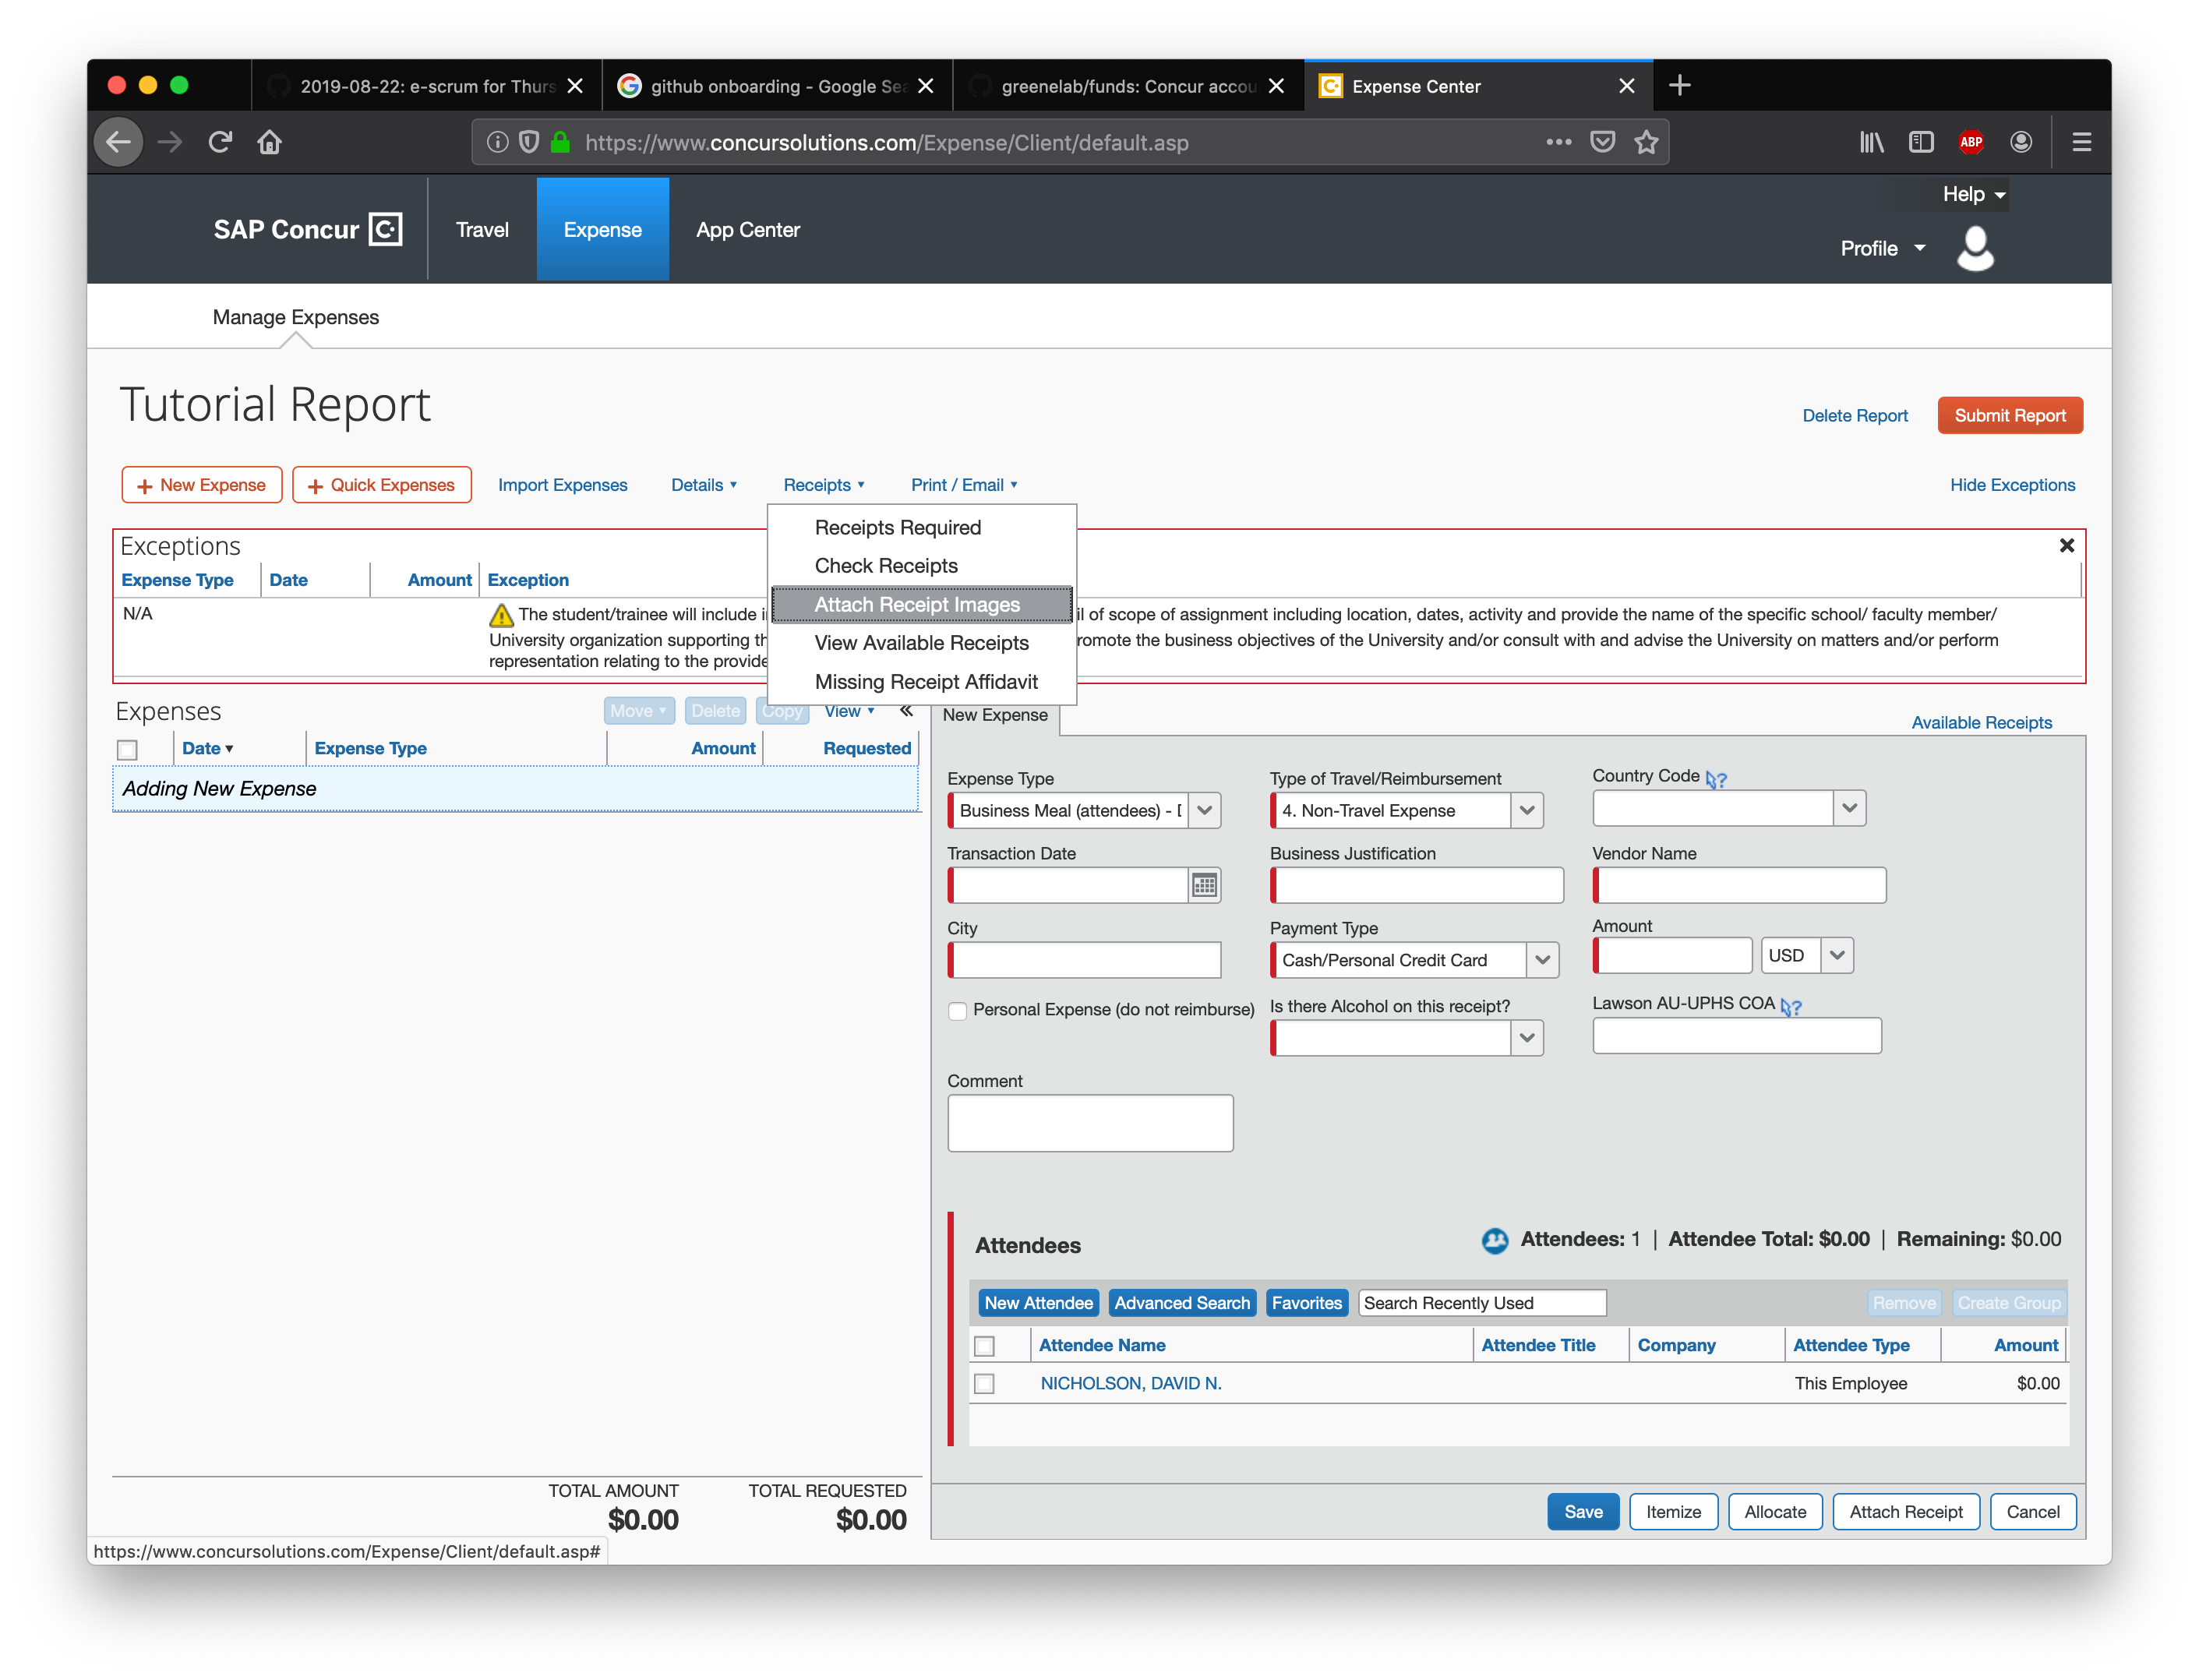 2019-08-22: e-scrum for Thurs
github onboarding - Google Sea
greenelab/funds: Concur accou
Expense Center
https://www.concursolutions.com/Expense/Client/default.asp
ABP
Help
SAP Concur
Travel
Expense
App Center
Profile
Manage Expenses
Tutorial Report
Delete Report
Submit Report
+ New Expense
+ Quick Expenses
Import Expenses
Details
Receipts
Print / Email
Hide Exceptions
Receipts Required
Check Receipts
Attach Receipt Images
View Available Receipts
Missing Receipt Affidavit
Exceptions
Expense Type
Date
Amount
Exception
N/A
The student/trainee will include i
il of scope of assignment including location, dates, activity and provide the name of the specific school/ faculty member/
University organization supporting th
romote the business objectives of the University and/or consult with and advise the University on matters and/or perform
representation relating to the provide
Expenses
Move
Delete
Copy
View
«
Date
Expense Type
Amount
Requested
Adding New Expense
New Expense
Available Receipts
Expense Type
Type of Travel/Reimbursement
Country Code
Business Meal (attendees) - D
4. Non-Travel Expense
Transaction Date
Business Justification
Vendor Name
City
Payment Type
Amount
Cash/Personal Credit Card
USD
Personal Expense (do not reimburse)
Is there Alcohol on this receipt?
Lawson AU-UPHS COA
Comment
Attendees
Attendees: 1 | Attendee Total: $0.00 | Remaining: $0.00
New Attendee
Advanced Search
Favorites
Search Recently Used
Remove
Create Group
Attendee Name
Attendee Title
Company
Attendee Type
Amount
NICHOLSON, DAVID N.
This Employee
$0.00
TOTAL AMOUNT
$0.00
TOTAL REQUESTED
$0.00
Save
Itemize
Allocate
Attach Receipt
Cancel
https://www.concursolutions.com/Expense/Client/default.asp#